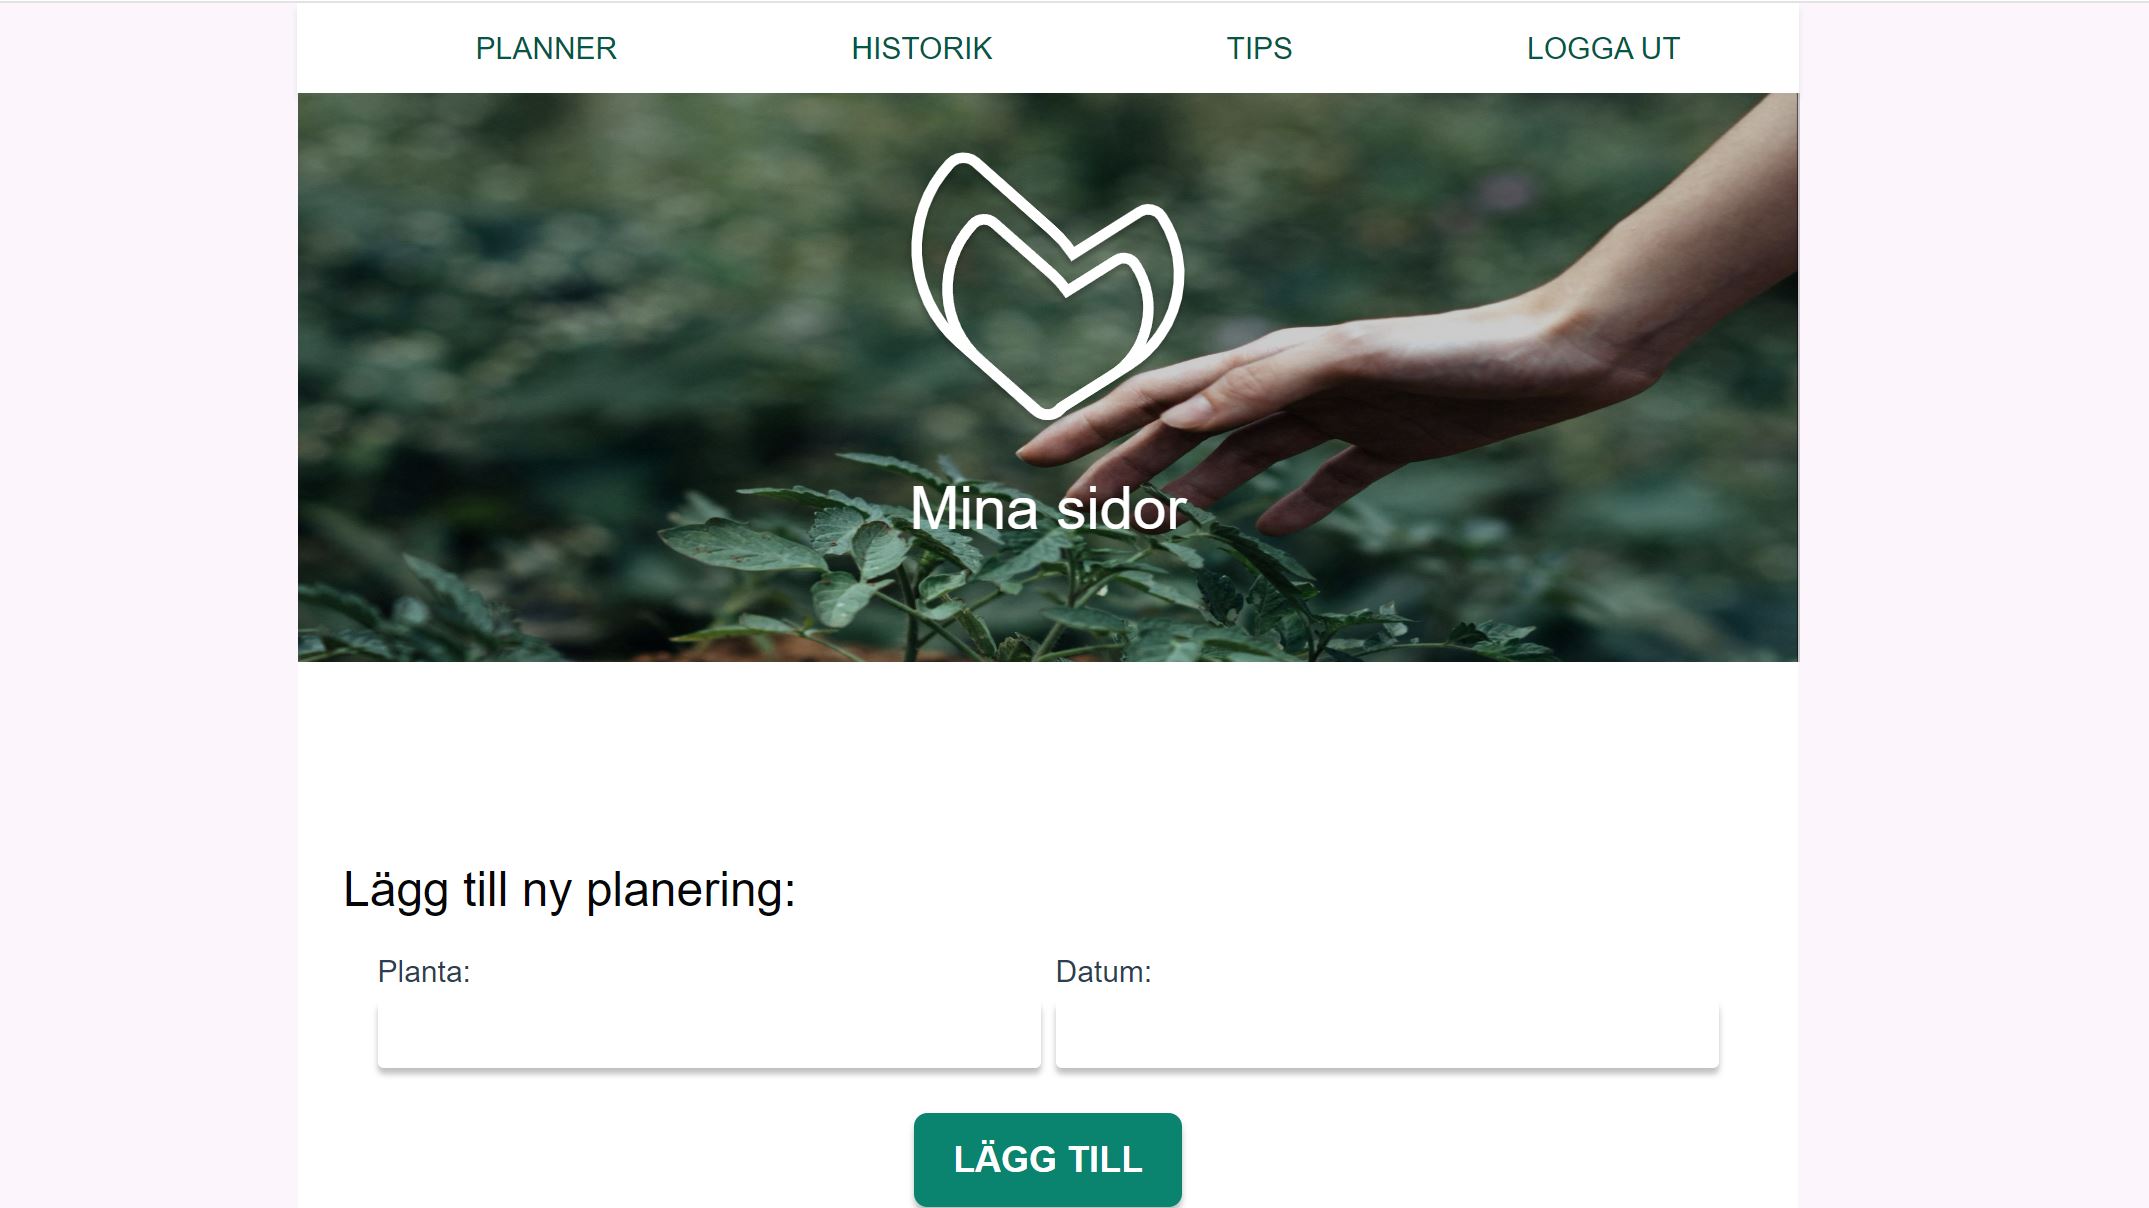 PLANNER HISTORIK TIPS LOGGA UT
Mina sidor
Lägg till ny planering:
Planta: Datum:
LÄGG TILL